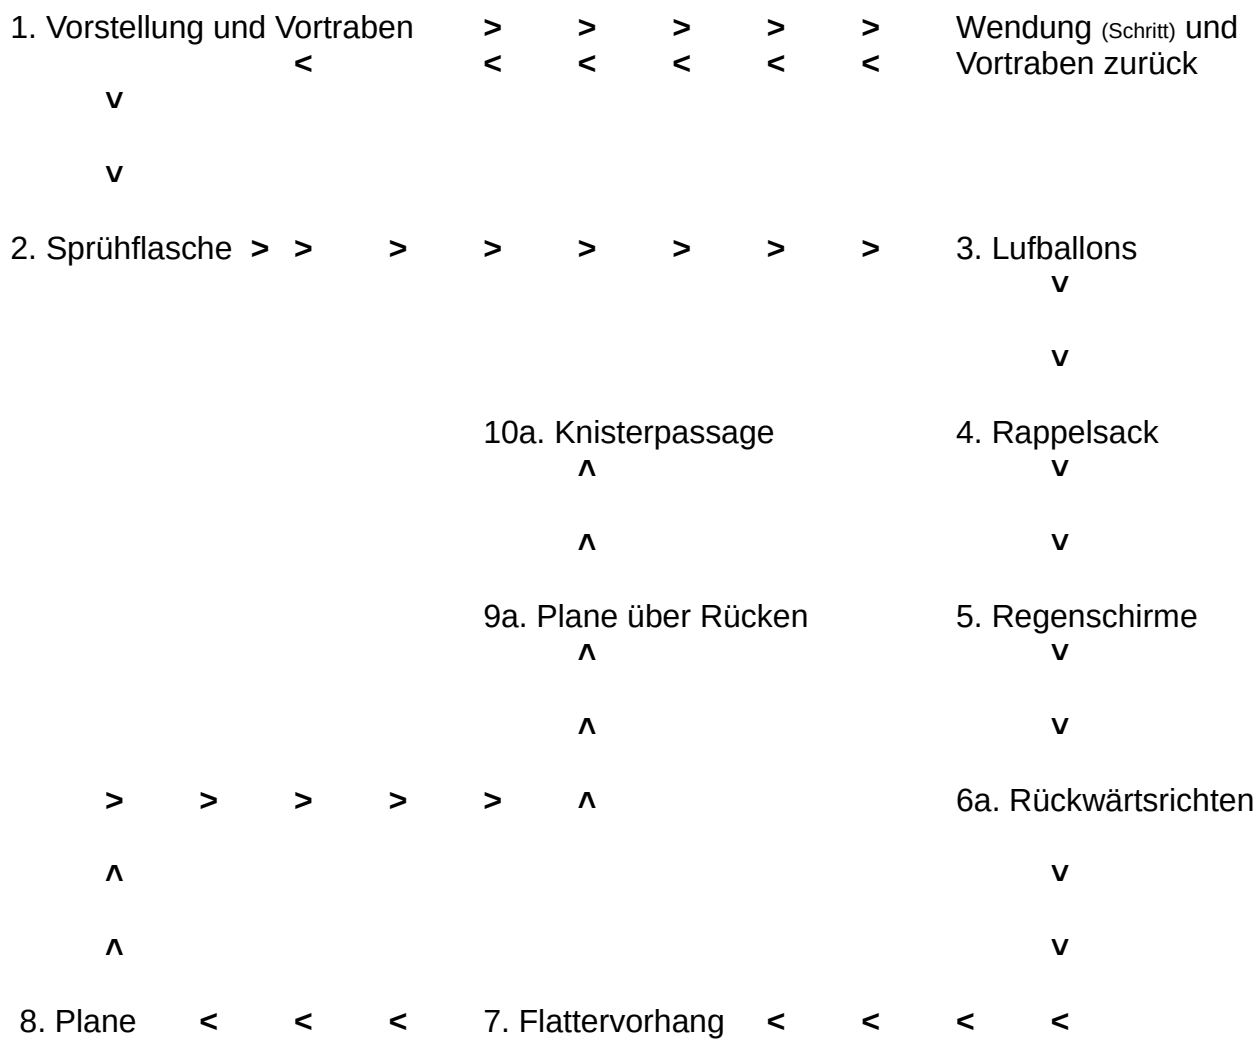 1. Vorstellung und Vortraben > > > > > Wendung (Schritt) und
< < < < < < Vortraben zurück
v
v
2. Sprühflasche > > > > > > > > 3. Lufballons
v
v
10a. Knisterpassage 4. Rappelsack
ʌ v
ʌ v
9a. Plane über Rücken 5. Regenschirme
ʌ v
ʌ v
> > > > > ʌ 6a. Rückwärtsrichten
ʌ v
ʌ v
8. Plane < < < 7. Flattervorhang < < < <